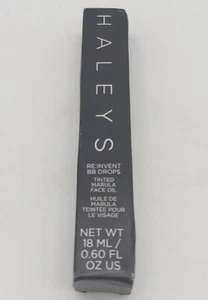 HALEYS
RE:INVENT
BB DROPS
TINTED
MARULA
FACE OIL
HUILE DE
MARULA
TEINTÉE POUR
LE VISAGE
NET WT
18 ML /
0.60 FL
OZ US